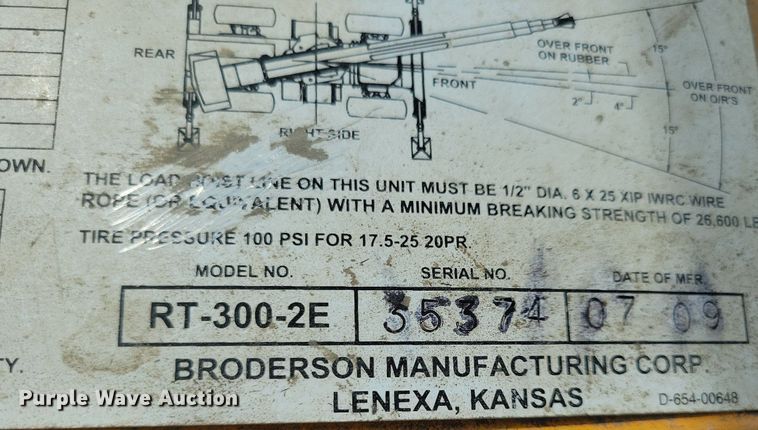 REAR
OVER FRONT
ON RUBBER
15°
FRONT
OVER FRONT
ON O/R'S
2°
4°
15°
RIGHT SIDE
OWN.
THE LOAD HOIST LINE ON THIS UNIT MUST BE 1/2" DIA. 6 X 25 XIP IWRC WIRE
ROPE (OR EQUIVALENT) WITH A MINIMUM BREAKING STRENGTH OF 26,600 L
TIRE PRESSURE 100 PSI FOR 17.5-25 20PR
MODEL NO. SERIAL NO. DATE OF MFR.
RT-300-2E 35374 07 09
TY.
BRODERSON MANUFACTURING CORP.
LENEXA, KANSAS
D-654-00648
Purple Wave Auction